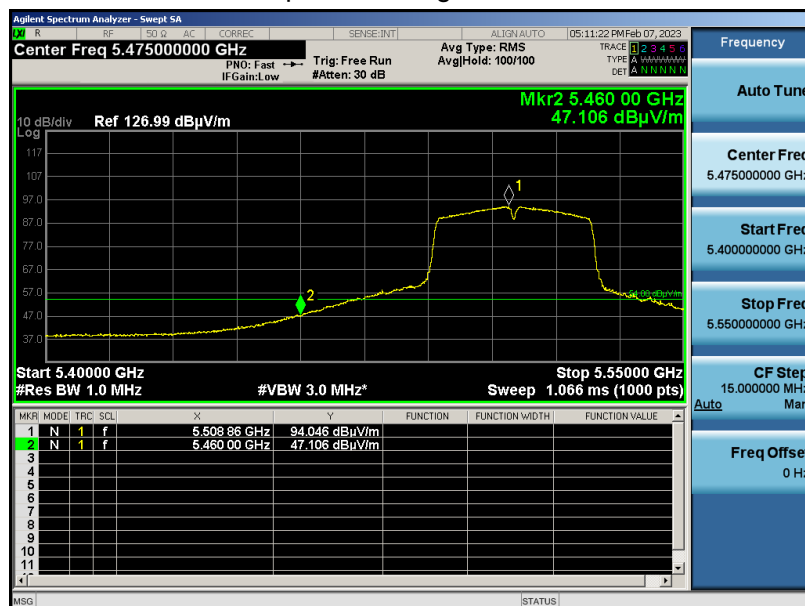 Agilent Spectrum Analyzer - Swept SA
LXI R RF 50 Ω AC CORREC SENSE:INT ALIGN AUTO 05:11:22 PM Feb 07, 2023
Center Freq 5.475000000 GHz
PNO: Fast
IFGain:Low
Trig: Free Run
#Atten: 30 dB
Avg Type: RMS
Avg|Hold: 100/100
TRACE 1 2 3 4 5 6
TYPE A WWWWW
DET A N N N N N
Mkr2 5.460 00 GHz
47.106 dBµV/m
10 dB/div Ref 126.99 dBµV/m
Log
117
107
97.0
87.0
77.0
67.0
57.0
47.0
37.0
1
2
54.00 dBµV/m
Start 5.40000 GHz Stop 5.55000 GHz
#Res BW 1.0 MHz #VBW 3.0 MHz* Sweep 1.066 ms (1000 pts)
MKR MODE TRC SCL X Y FUNCTION FUNCTION WIDTH FUNCTION VALUE
1 N 1 f 5.508 86 GHz 94.046 dBµV/m
2 N 1 f 5.460 00 GHz 47.106 dBµV/m
3
4
5
6
7
8
9
10
11
MSG STATUS
Frequency
Auto Tune
Center Freq
5.475000000 GHz
Start Freq
5.400000000 GHz
Stop Freq
5.550000000 GHz
CF Step
15.000000 MHz
Auto Man
Freq Offset
0 Hz